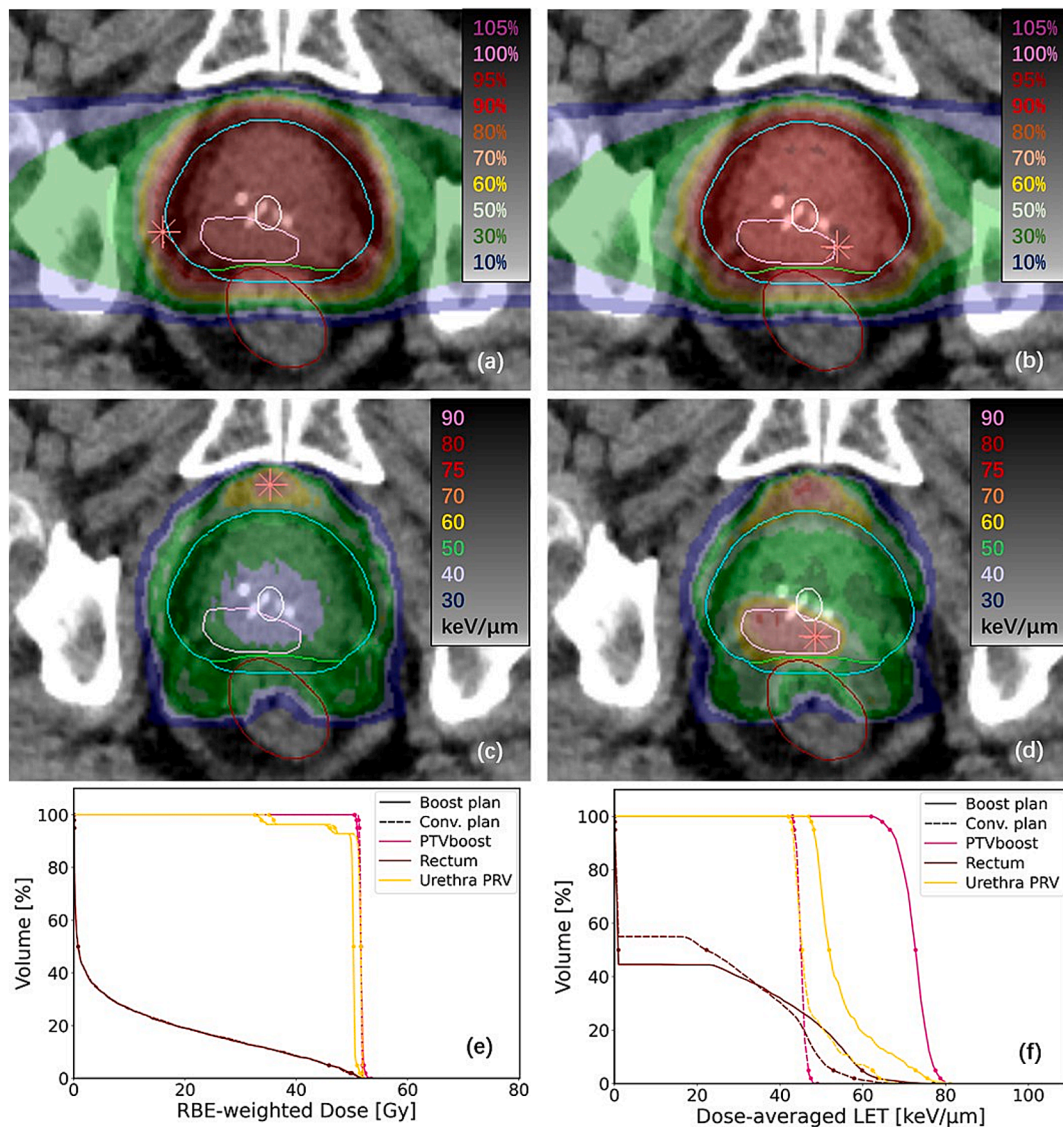 105%
100%
95%
90%
80%
70%
60%
50%
30%
10%
(a)
105%
100%
95%
90%
80%
70%
60%
50%
30%
10%
(b)
90
80
75
70
60
50
40
30
keV/μm
(c)
90
80
75
70
60
50
40
30
keV/μm
(d)
100
80
60
40
20
0
Volume [%]
Boost plan
Conv. plan
PTVboost
Rectum
Urethra PRV
(e)
0 20 40 60 80
RBE-weighted Dose [Gy]
100
80
60
40
20
0
Volume [%]
Boost plan
Conv. plan
PTVboost
Rectum
Urethra PRV
(f)
0 20 40 60 80 100
Dose-averaged LET [keV/μm]